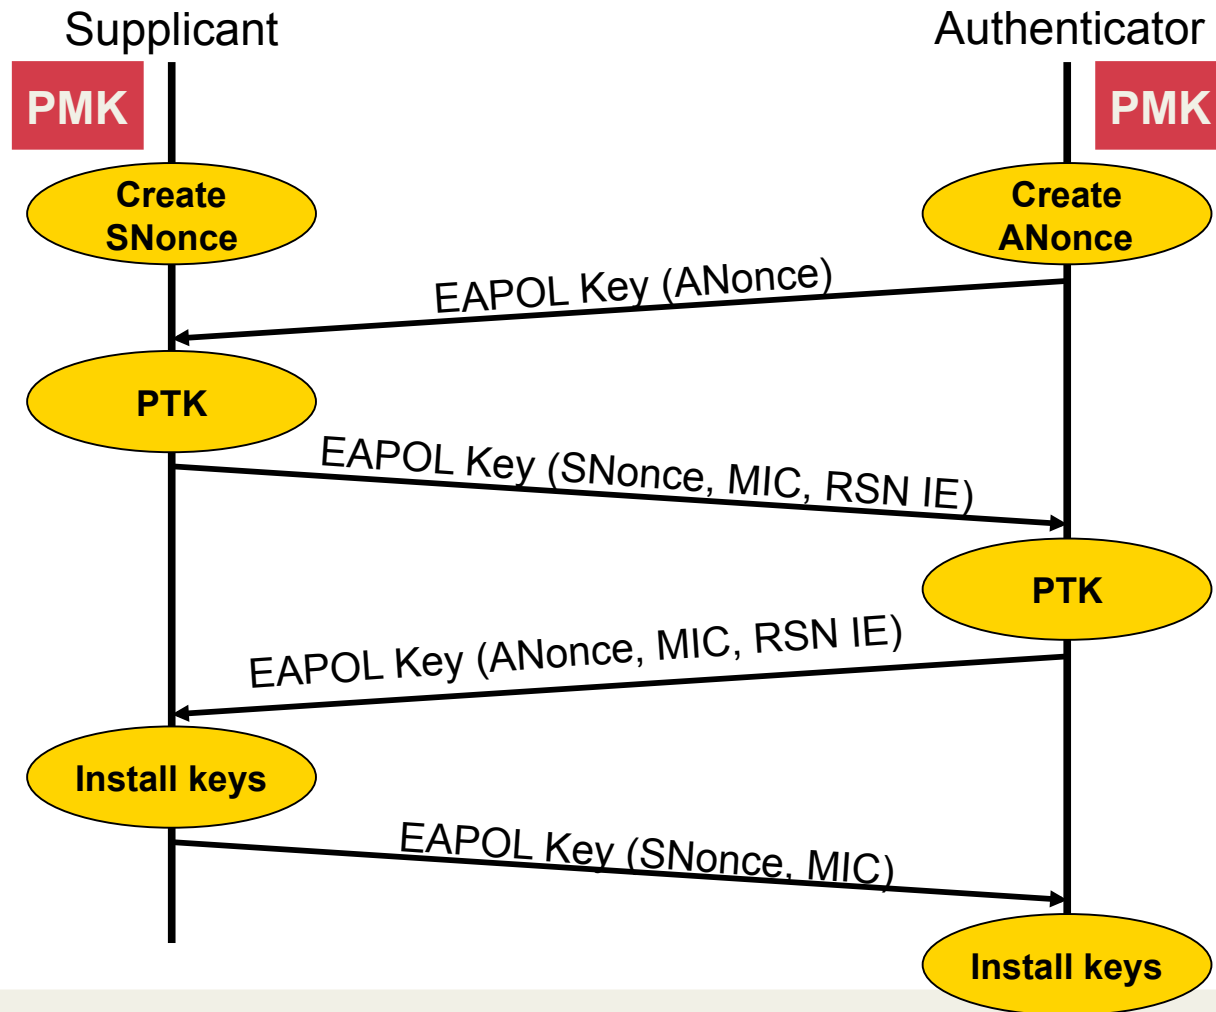 Supplicant
Authenticator
PMK
PMK
Create
SNonce
Create
ANonce
EAPOL Key (ANonce)
PTK
EAPOL Key (SNonce, MIC, RSN IE)
PTK
EAPOL Key (ANonce, MIC, RSN IE)
Install keys
EAPOL Key (SNonce, MIC)
Install keys